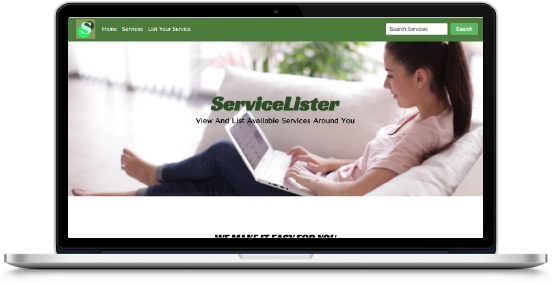 S
Home Services List Your Service Search Services Search
ServiceLister
View And List Available Services Around You
WE MAKE IT EASY FOR YOU